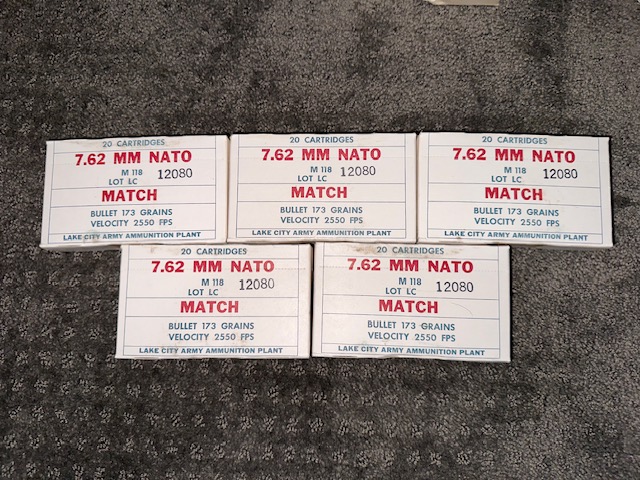 20 CARTRIDGES
7.62 MM NATO
M 118
LOT LC 12080
MATCH
BULLET 173 GRAINS
VELOCITY 2550 FPS
LAKE CITY ARMY AMMUNITION PLANT
20 CARTRIDGES
7.62 MM NATO
M 118
LOT LC 12080
MATCH
BULLET 173 GRAINS
VELOCITY 2550 FPS
LAKE CITY ARMY AMMUNITION PLANT
20 CARTRIDGES
7.62 MM NATO
M 118
LOT LC 12080
MATCH
BULLET 173 GRAINS
VELOCITY 2550 FPS
LAKE CITY ARMY AMMUNITION PLANT
20 CARTRIDGES
7.62 MM NATO
M 118
LOT LC 12080
MATCH
BULLET 173 GRAINS
VELOCITY 2550 FPS
LAKE CITY ARMY AMMUNITION PLANT
20 CARTRIDGES
7.62 MM NATO
M 118
LOT LC 12080
MATCH
BULLET 173 GRAINS
VELOCITY 2550 FPS
LAKE CITY ARMY AMMUNITION PLANT